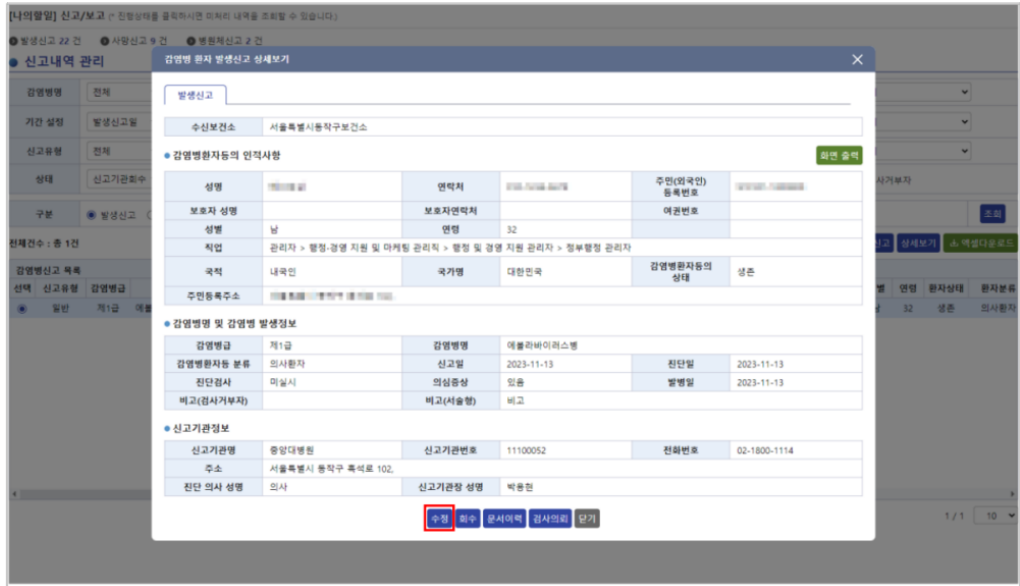 [나의할일] 신고/보고 (* 진행상태를 클릭하시면 미처리 내역을 조회할 수 있습니다.)
발생신고 22 건 사망신고 9 건 병원체신고 2 건
신고내역 관리
감염병 환자 발생신고 상세보기
감염병명 전체
발생신고
기간 설정 발생신고일
수신보건소 서울특별시동작구보건소
신고유형 전체
감염병환자등의 인적사항 화면 출력
상태 신고기관회수
사거부자
성명 연락처 주민(외국인) 등록번호
구분 발생신고 조회
보호자 성명 보호자연락처 여권번호
성별 남 연령 32
전체건수 : 총 1건
신고 상세보기 엑셀다운로드
직업 관리자 > 행정·경영 지원 및 마케팅 관리직 > 행정 및 경영 지원 관리자 > 정부행정 관리자
감염병신고 목록
국적 내국인 국가명 대한민국 감염병환자등의 상태 생존
선택 신고유형 감염병급 별 연령 환자상태 환자분류
주민등록주소
일반 제1급 에볼 남 32 생존 의사환자
감염병명 및 감염병 발생정보
감염병급 제1급 감염병명 에볼라바이러스병
감염병환자등 분류 의사환자 신고일 2023-11-13 진단일 2023-11-13
진단검사 미실시 의심증상 있음 발병일 2023-11-13
비고(검사거부자) 비고(서술형) 비고
신고기관정보
신고기관명 중앙대병원 신고기관번호 11100052 전화번호 02-1800-1114
주소 서울특별시 동작구 흑석로 102,
진단 의사 성명 의사 신고기관장 성명 박용현
수정 회수 문서이력 검사의뢰 닫기
1 / 1 10